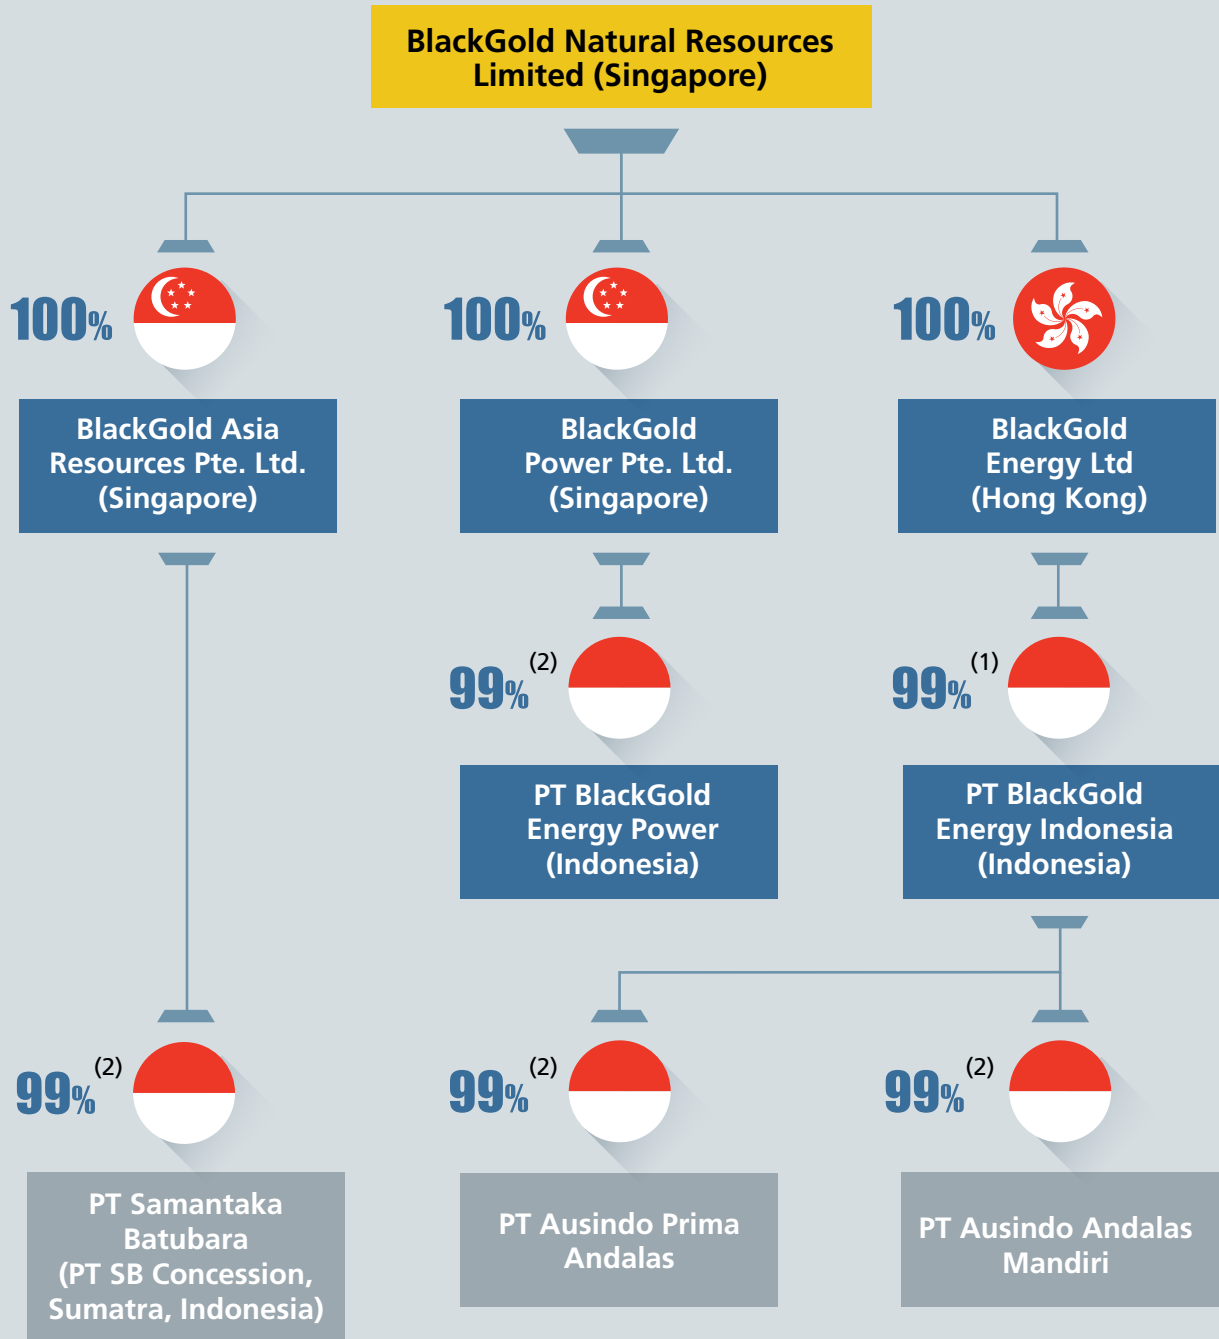 BlackGold Natural Resources
Limited (Singapore)
100%
100%
100%
BlackGold Asia
Resources Pte. Ltd.
(Singapore)
BlackGold
Power Pte. Ltd.
(Singapore)
BlackGold
Energy Ltd
(Hong Kong)
99% (2)
99% (1)
PT BlackGold
Energy Power
(Indonesia)
PT BlackGold
Energy Indonesia
(Indonesia)
99% (2)
99% (2)
99% (2)
PT Samantaka
Batubara
(PT SB Concession,
Sumatra, Indonesia)
PT Ausindo Prima
Andalas
PT Ausindo Andalas
Mandiri